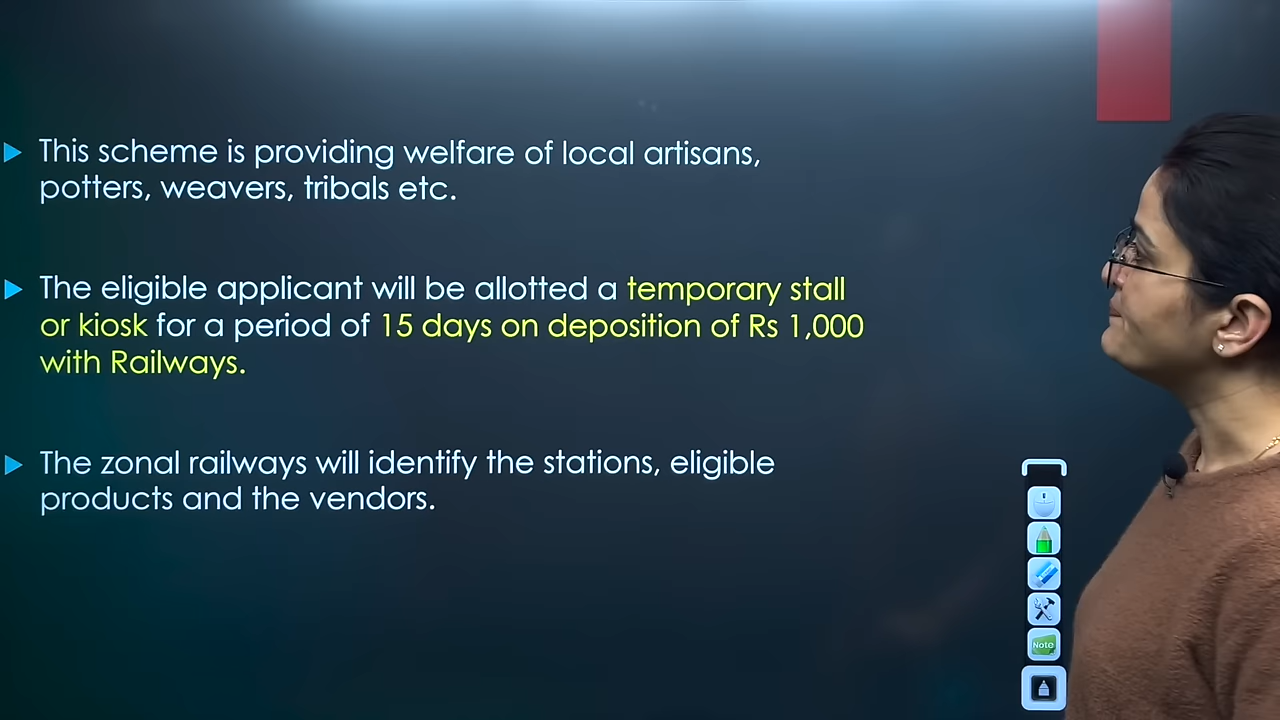 This scheme is providing welfare of local artisans,
potters, weavers, tribals etc.
The eligible applicant will be allotted a temporary stall
or kiosk for a period of 15 days on deposition of Rs 1,000
with Railways.
The zonal railways will identify the stations, eligible
products and the vendors.
Note